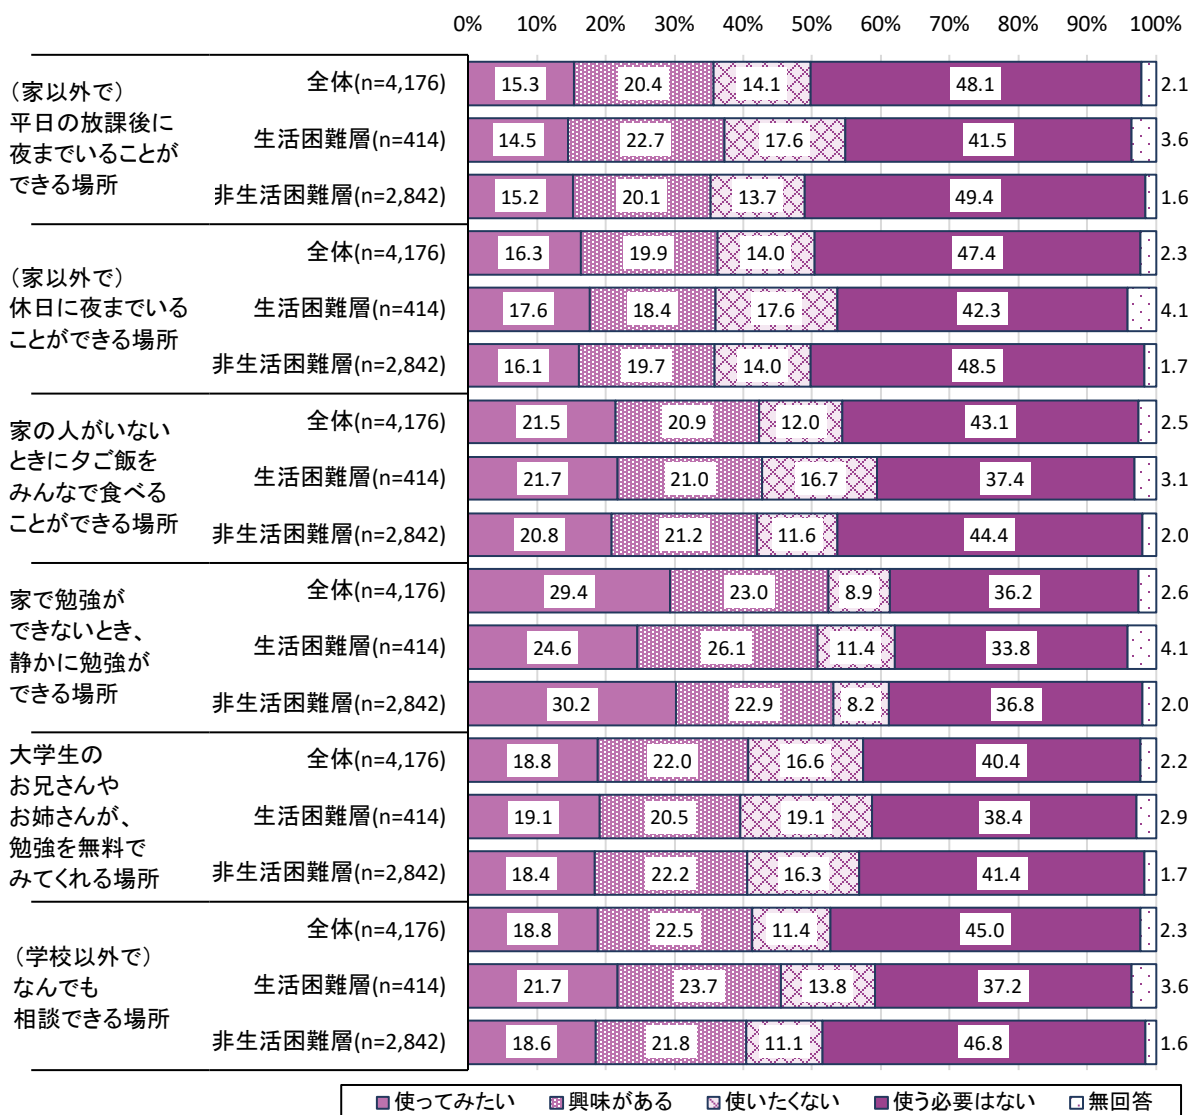 0% 10% 20% 30% 40% 50% 60% 70% 80% 90% 100%
（家以外で）
平日の放課後に
夜までいることが
できる場所
全体(n=4,176) 15.3 20.4 14.1 48.1 2.1
生活困難層(n=414) 14.5 22.7 17.6 41.5 3.6
非生活困難層(n=2,842) 15.2 20.1 13.7 49.4 1.6
（家以外で）
休日に夜までいる
ことができる場所
全体(n=4,176) 16.3 19.9 14.0 47.4 2.3
生活困難層(n=414) 17.6 18.4 17.6 42.3 4.1
非生活困難層(n=2,842) 16.1 19.7 14.0 48.5 1.7
家の人がいない
ときに夕ご飯を
みんなで食べる
ことができる場所
全体(n=4,176) 21.5 20.9 12.0 43.1 2.5
生活困難層(n=414) 21.7 21.0 16.7 37.4 3.1
非生活困難層(n=2,842) 20.8 21.2 11.6 44.4 2.0
家で勉強が
できないとき、
静かに勉強が
できる場所
全体(n=4,176) 29.4 23.0 8.9 36.2 2.6
生活困難層(n=414) 24.6 26.1 11.4 33.8 4.1
非生活困難層(n=2,842) 30.2 22.9 8.2 36.8 2.0
大学生の
お兄さんや
お姉さんが、
勉強を無料で
みてくれる場所
全体(n=4,176) 18.8 22.0 16.6 40.4 2.2
生活困難層(n=414) 19.1 20.5 19.1 38.4 2.9
非生活困難層(n=2,842) 18.4 22.2 16.3 41.4 1.7
（学校以外で）
なんでも
相談できる場所
全体(n=4,176) 18.8 22.5 11.4 45.0 2.3
生活困難層(n=414) 21.7 23.7 13.8 37.2 3.6
非生活困難層(n=2,842) 18.6 21.8 11.1 46.8 1.6
使ってみたい 興味がある 使いたくない 使う必要はない 無回答